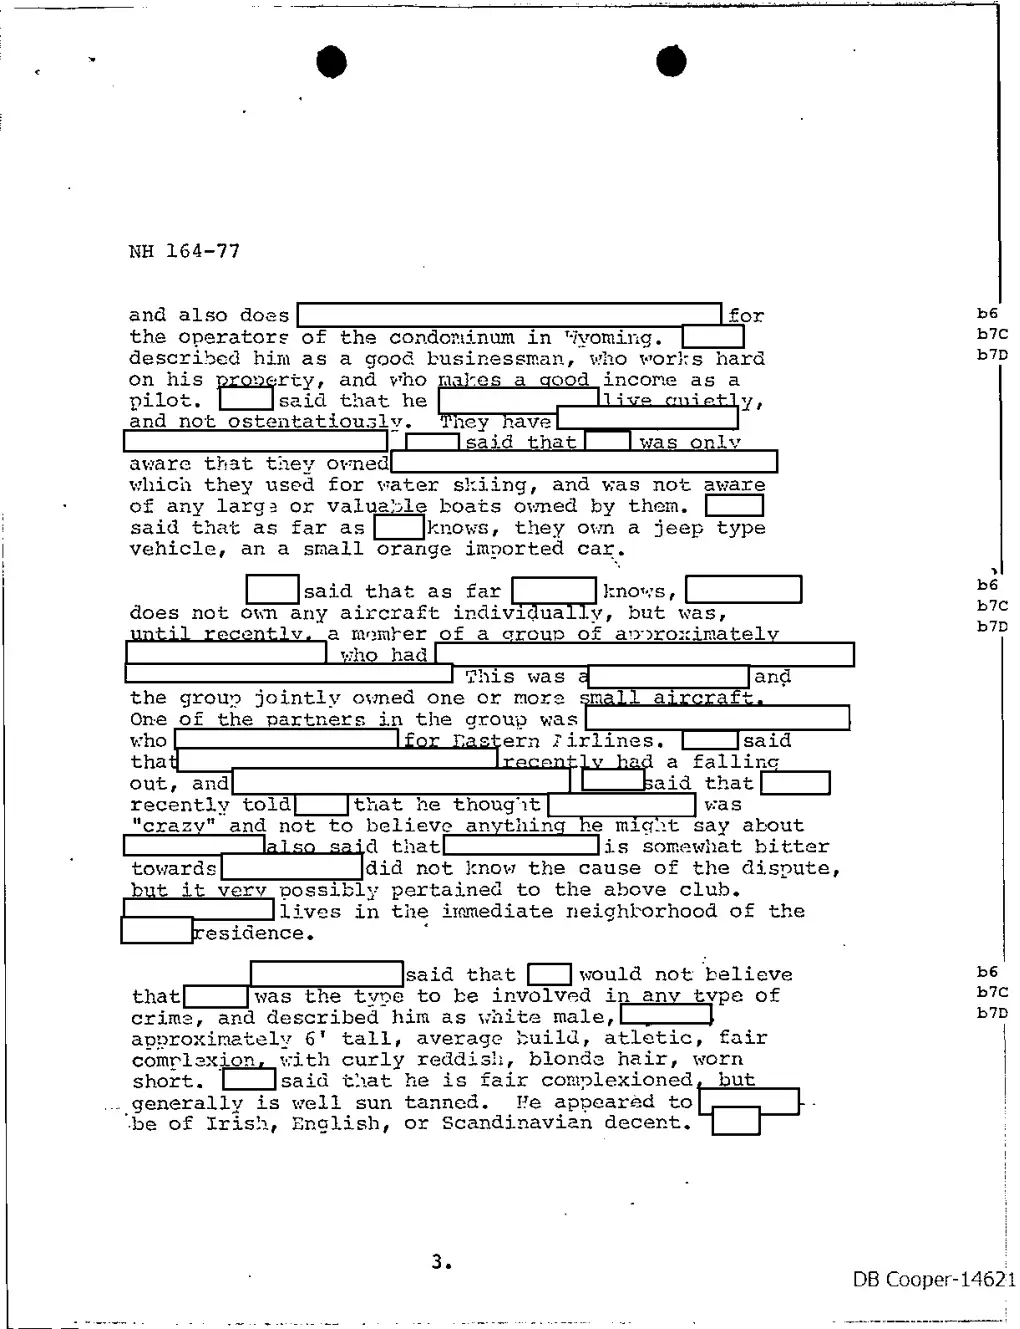 NH 164-77
and also does for b6
the operators of the condominum in Wyoming. b7C
described him as a good businessman, who works hard b7D
on his property, and who makes a good income as a
pilot. said that he live quietly,
and not ostentatiously. They have
said that was only
aware that they owned
which they used for water skiing, and was not aware
of any large or valuable boats owned by them.
said that as far as knows, they own a jeep type
vehicle, an a small orange imported car.
said that as far knows, b6
does not own any aircraft individually, but was, b7C
until recently, a member of a group of approximately b7D
who had
This was a and
the group jointly owned one or more small aircraft.
One of the partners in the group was
who for Eastern Airlines. said
that recently had a falling
out, and said that
recently told that he thought was
"crazy" and not to believe anything he might say about
also said that is somewhat bitter
towards did not know the cause of the dispute,
but it very possibly pertained to the above club.
lives in the immediate neighborhood of the
residence.
said that would not believe b6
that was the type to be involved in any type of b7C
crime, and described him as white male, b7D
approximately 6' tall, average build, atletic, fair
complexion, with curly reddish, blonde hair, worn
short. said that he is fair complexioned, but
generally is well sun tanned. He appeared to
be of Irish, English, or Scandinavian decent.
3.
DB Cooper-14621